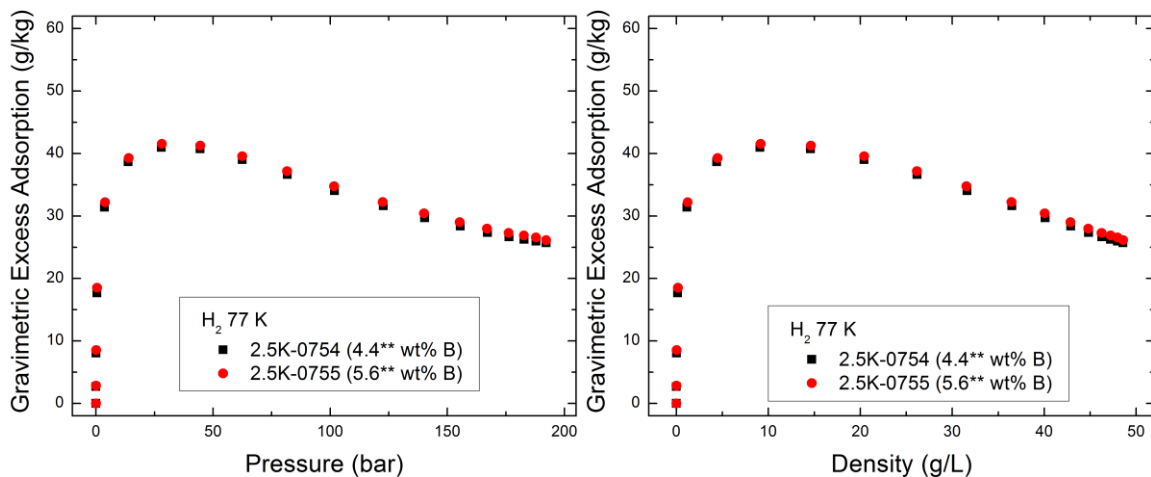 Gravimetric Excess Adsorption (g/kg)
60
50
40
30
20
10
0
H₂ 77 K
2.5K-0754 (4.4** wt% B)
2.5K-0755 (5.6** wt% B)
0 50 100 150 200
Pressure (bar)
Gravimetric Excess Adsorption (g/kg)
60
50
40
30
20
10
0
H₂ 77 K
2.5K-0754 (4.4** wt% B)
2.5K-0755 (5.6** wt% B)
0 10 20 30 40 50
Density (g/L)